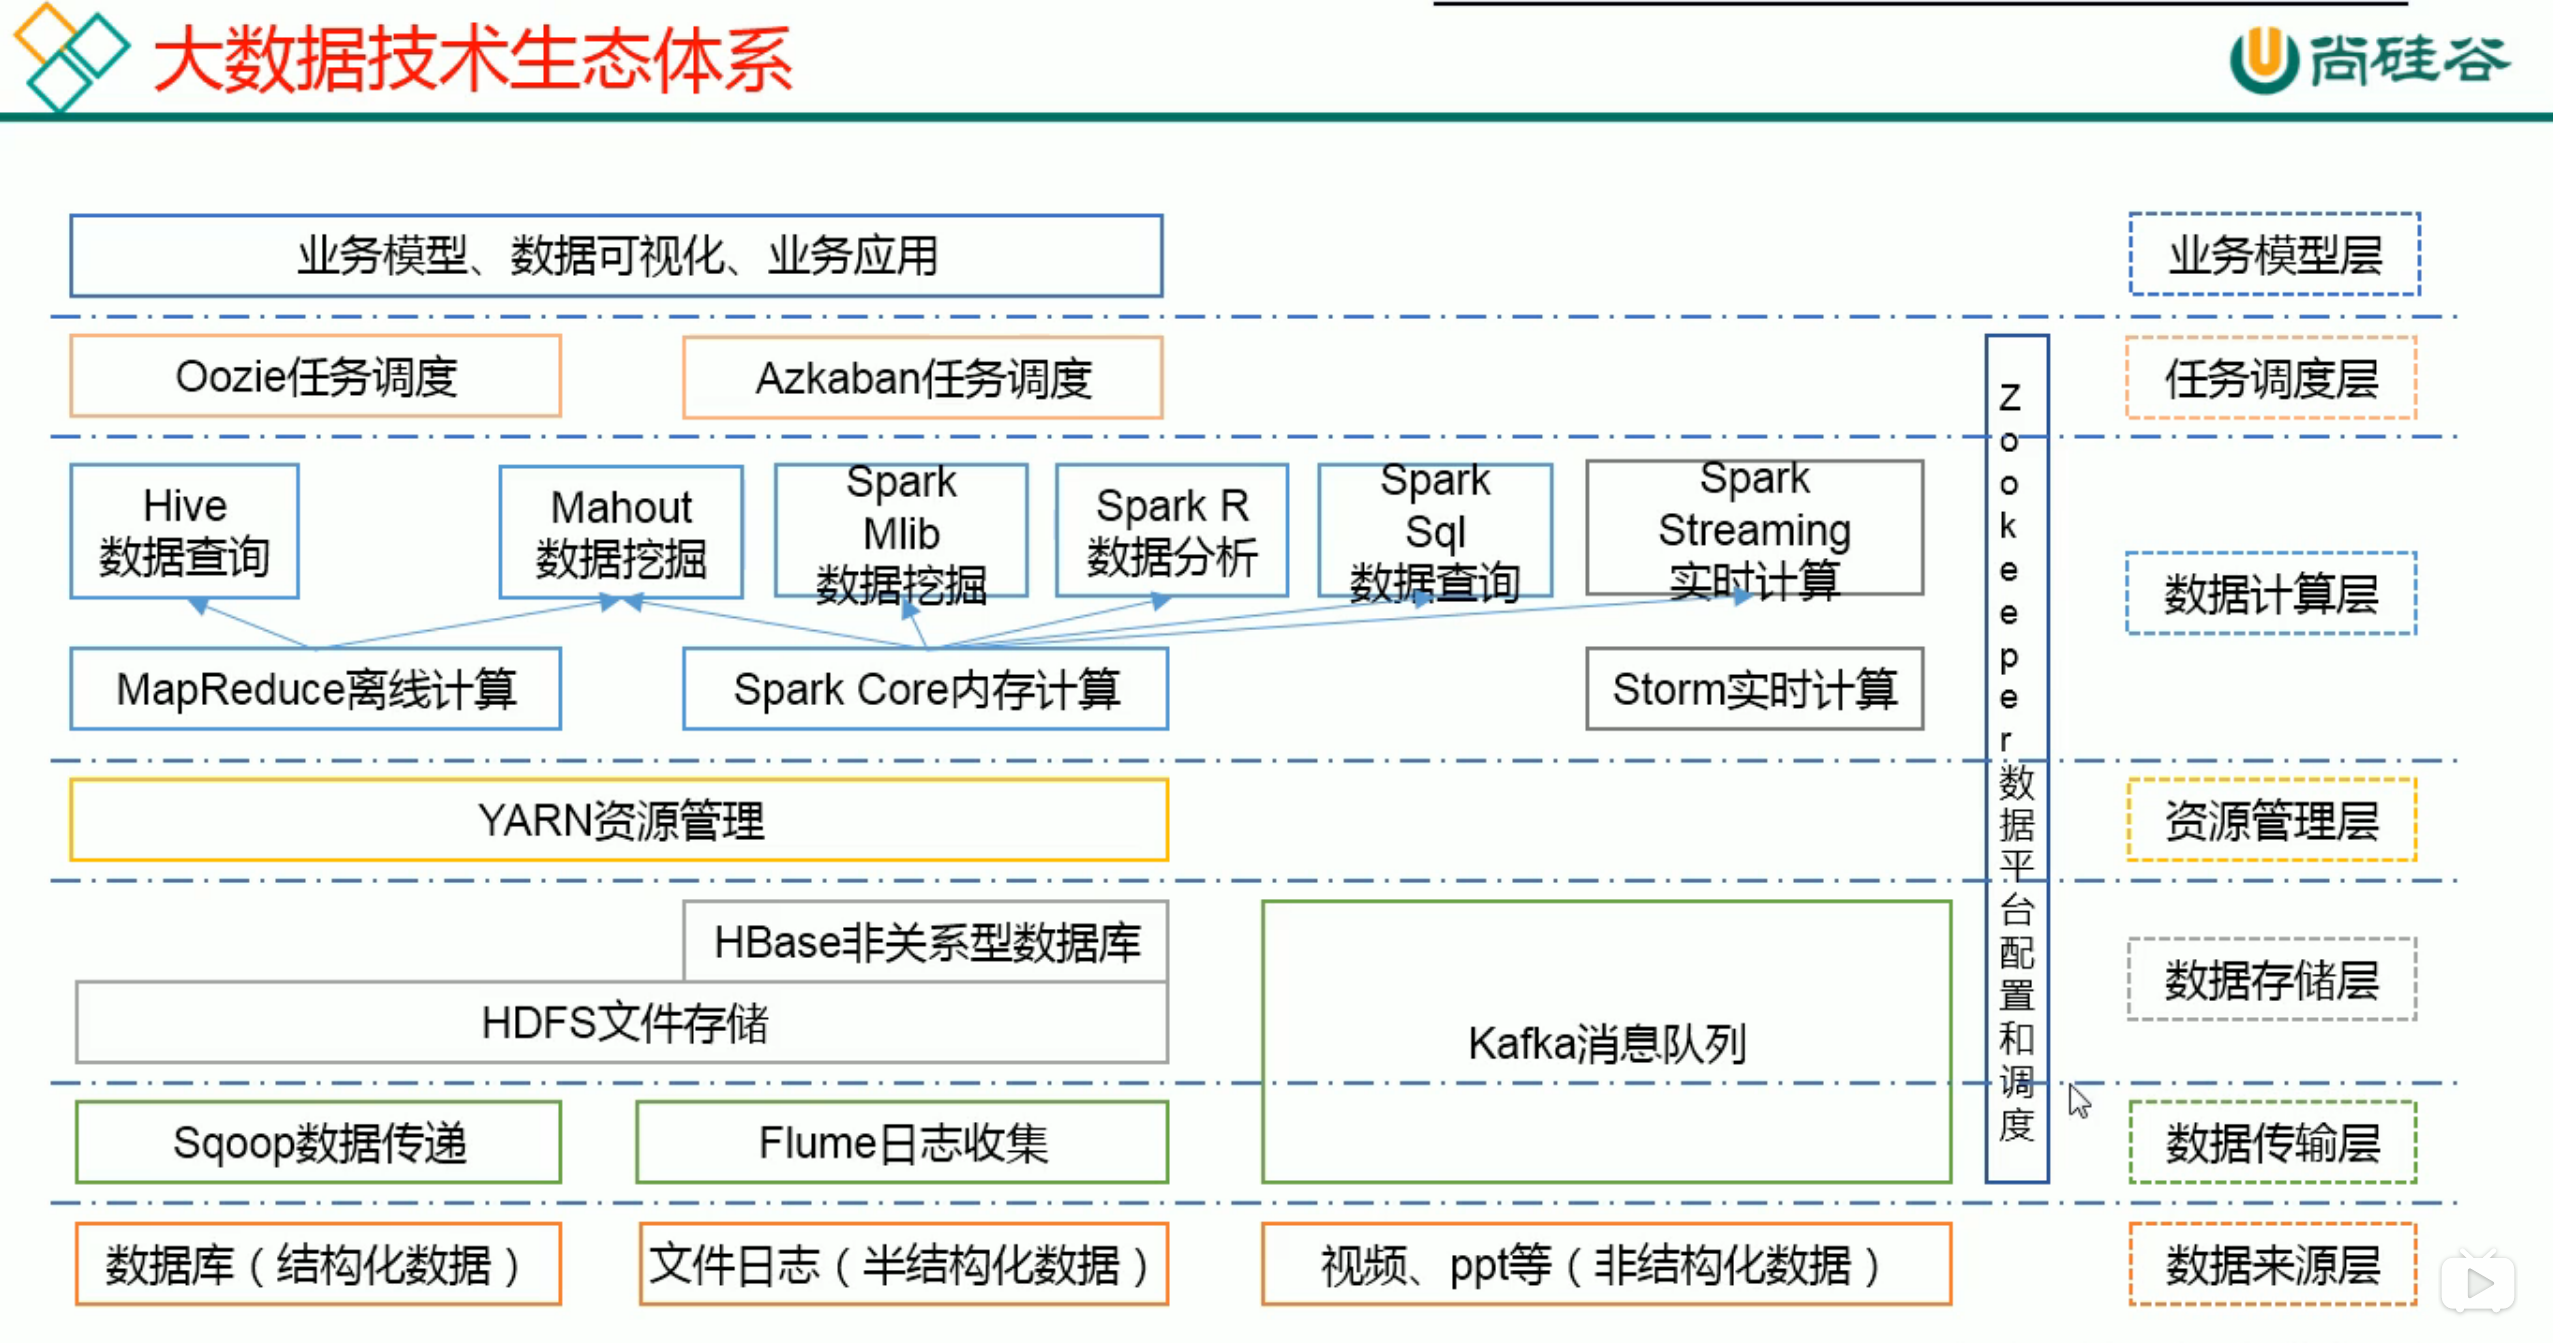 大数据技术生态体系
尚硅谷
业务模型、数据可视化、业务应用
业务模型层
Oozie任务调度
Azkaban任务调度
任务调度层
Hive
数据查询
Mahout
数据挖掘
Spark
Mlib
数据挖掘
Spark R
数据分析
Spark
Sql
数据查询
Spark
Streaming
实时计算
MapReduce离线计算
Spark Core内存计算
Storm实时计算
数据计算层
Zookeeper数据平台配置和调度
YARN资源管理
资源管理层
HBase非关系型数据库
HDFS文件存储
Kafka消息队列
数据存储层
Sqoop数据传递
Flume日志收集
数据传输层
数据库（结构化数据）
文件日志（半结构化数据）
视频、ppt等（非结构化数据）
数据来源层